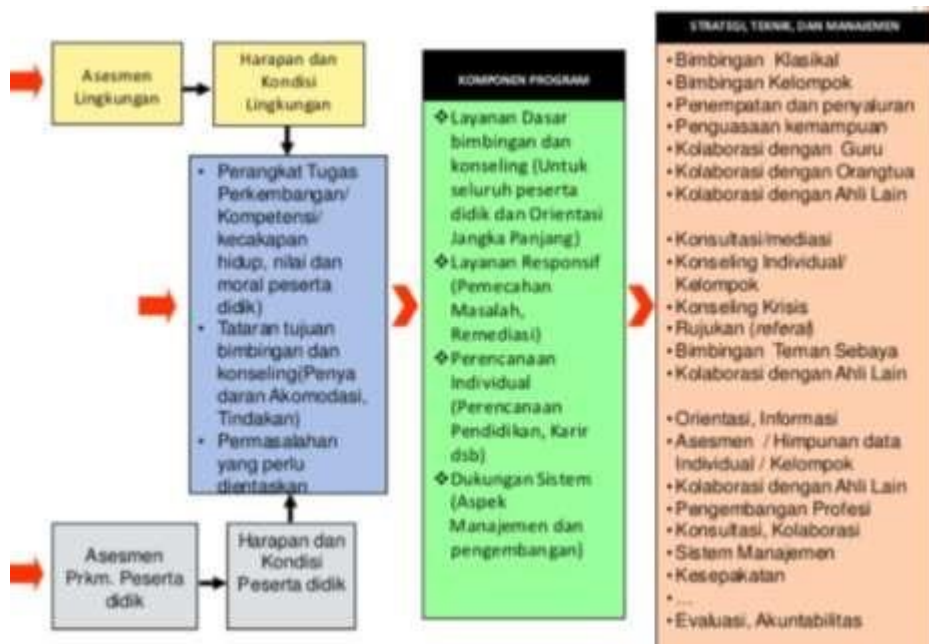 Asesmen
Lingkungan
Harapan dan
Kondisi
Lingkungan
• Perangkat Tugas
Perkembangan/
Kompetensi/
kecakapan
hidup, nilai dan
moral peserta
didik)
• Tataran tujuan
bimbingan dan
konseling(Penya
daran Akomodasi,
Tindakan)
• Permasalahan
yang perlu
dientaskan
Asesmen
Prkm. Peserta
didik
Harapan dan
Kondisi
Peserta didik
KOMPONEN PROGRAM
❖Layanan Dasar
bimbingan dan
konseling (Untuk
seluruh peserta
didik dan Orientasi
Jangka Panjang)
❖Layanan Responsif
(Pemecahan
Masalah,
Remediasi)
❖Perencanaan
Individual
(Perencanaan
Pendidikan, Karir
dsb)
❖Dukungan Sistem
(Aspek
Manajemen dan
pengembangan)
STRATEGI, TEKNIK, DAN MANAJEMEN
•Bimbingan Klasikal
•Bimbingan Kelompok
•Penempatan dan penyaluran
•Penguasaan kemampuan
•Kolaborasi dengan Guru
•Kolaborasi dengan Orangtua
•Kolaborasi dengan Ahli Lain
•Konsultasi/mediasi
•Konseling Individual/
Kelompok
•Konseling Krisis
•Rujukan (referal)
•Bimbingan Teman Sebaya
•Kolaborasi dengan Ahli Lain
•Orientasi, Informasi
•Asesmen / Himpunan data
Individual / Kelompok
•Kolaborasi dengan Ahli Lain
•Pengembangan Profesi
•Konsultasi, Kolaborasi
•Sistem Manajemen
•Kesepakatan
•...
•Evaluasi, Akuntabilitas